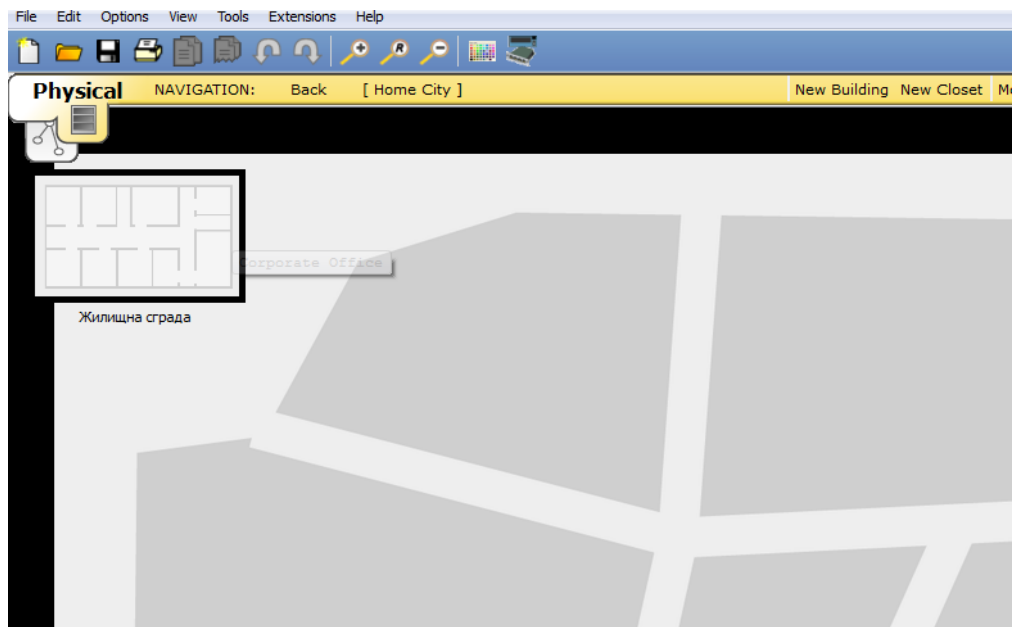 File Edit Options View Tools Extensions Help
R
Physical NAVIGATION: Back [ Home City ] New Building New Closet Mo
Corporate Office
Жилищна сграда